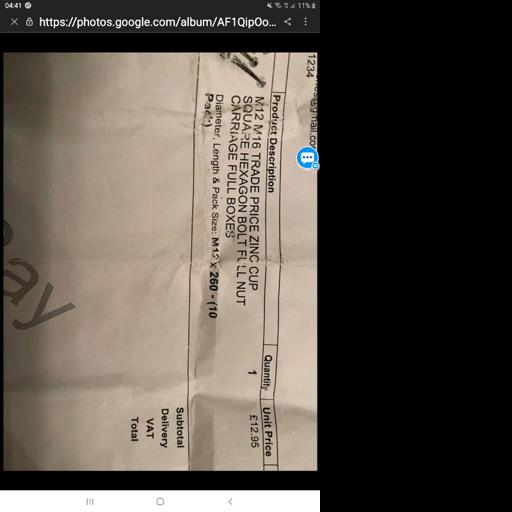 04:41
11%
https://photos.google.com/album/AF1QipOo...
1234
Product Description
Quantity
Unit Price
M12 M16 TRADE PRICE ZINC CUP
SQUARE HEXAGON BOLT FULL NUT
CARRIAGE FULL BOXES
1
£12.95
Diameter, Length & Pack Size: M12 x 260 - (10
Pack)
Subtotal
Delivery
VAT
Total
ay